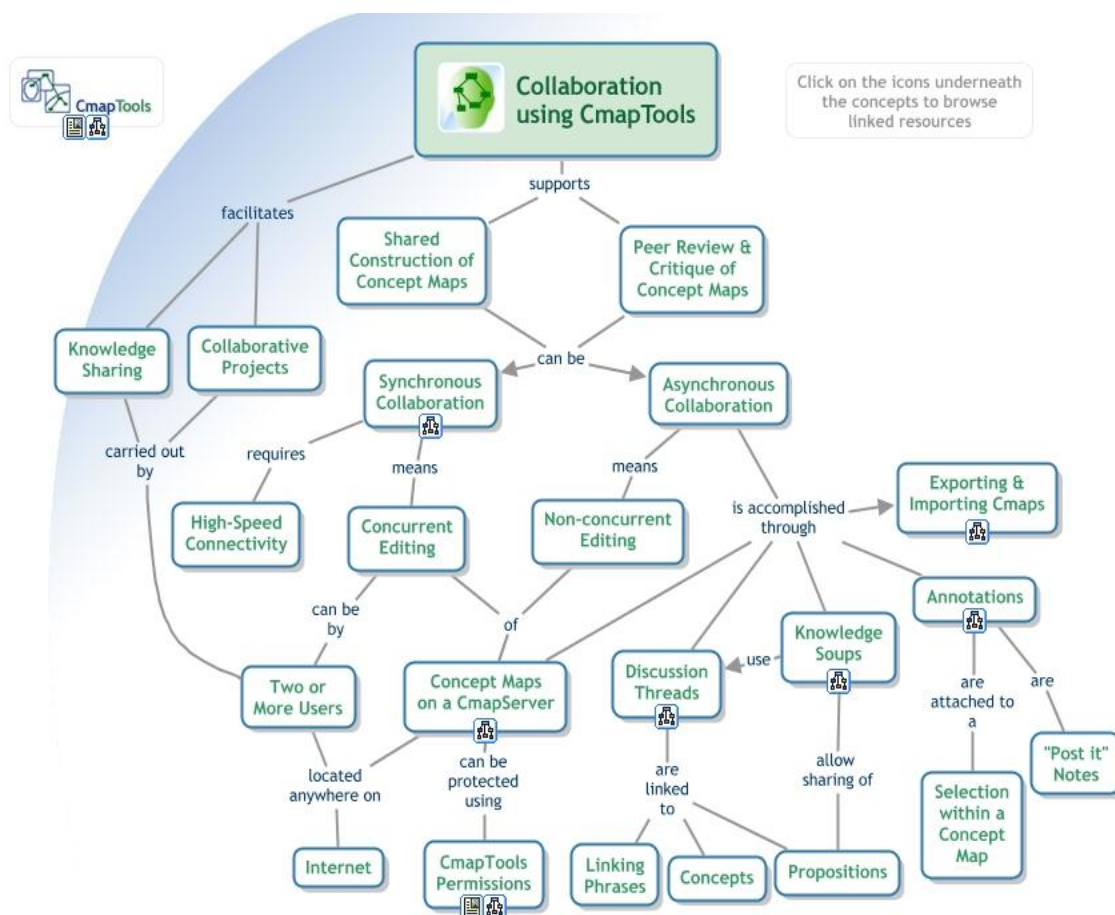 Collaboration
using CmapTools
CmapTools
Click on the icons underneath
the concepts to browse
linked resources
supports
facilitates
Shared
Construction of
Concept Maps
Peer Review &
Critique of
Concept Maps
Knowledge
Sharing
Collaborative
Projects
can be
Synchronous
Collaboration
Asynchronous
Collaboration
carried out
by
requires
means
means
is accomplished
through
Exporting &
Importing Cmaps
High-Speed
Connectivity
Concurrent
Editing
Non-concurrent
Editing
Annotations
can be
by
of
use
Knowledge
Soups
Two or
More Users
Concept Maps
on a CmapServer
Discussion
Threads
are
attached to
a
are
located
anywhere on
can be
protected
using
are
linked
to
allow
sharing of
"Post it"
Notes
Selection
within a
Concept
Map
Internet
CmapTools
Permissions
Linking
Phrases
Concepts
Propositions